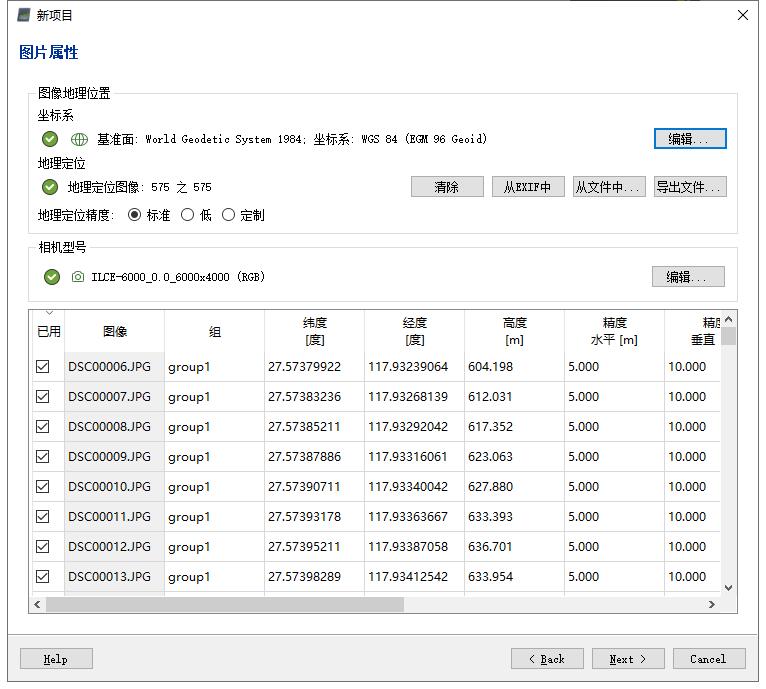 新项目
图片属性
图像地理位置
坐标系
基准面: World Geodetic System 1984; 坐标系: WGS 84 (EGM 96 Geoid)
编辑...
地理定位
地理定位图像: 575 之 575
清除
从EXIF中
从文件中...
导出文件...
地理定位精度: 标准 低 定制
相机型号
ILCE-6000_0.0_6000x4000 (RGB)
编辑...
已用 图像 组 纬度 [度] 经度 [度] 高度 [m] 精度 水平 [m] 精度 垂直
DSC00006.JPG group1 27.57379922 117.93239064 604.198 5.000 10.000
DSC00007.JPG group1 27.57383236 117.93268139 612.031 5.000 10.000
DSC00008.JPG group1 27.57385211 117.93292042 617.352 5.000 10.000
DSC00009.JPG group1 27.57387886 117.93316061 623.063 5.000 10.000
DSC00010.JPG group1 27.57390711 117.93340042 627.880 5.000 10.000
DSC00011.JPG group1 27.57393178 117.93363667 633.393 5.000 10.000
DSC00012.JPG group1 27.57395211 117.93387058 636.701 5.000 10.000
DSC00013.JPG group1 27.57398289 117.93412542 633.954 5.000 10.000
Help
< Back
Next >
Cancel